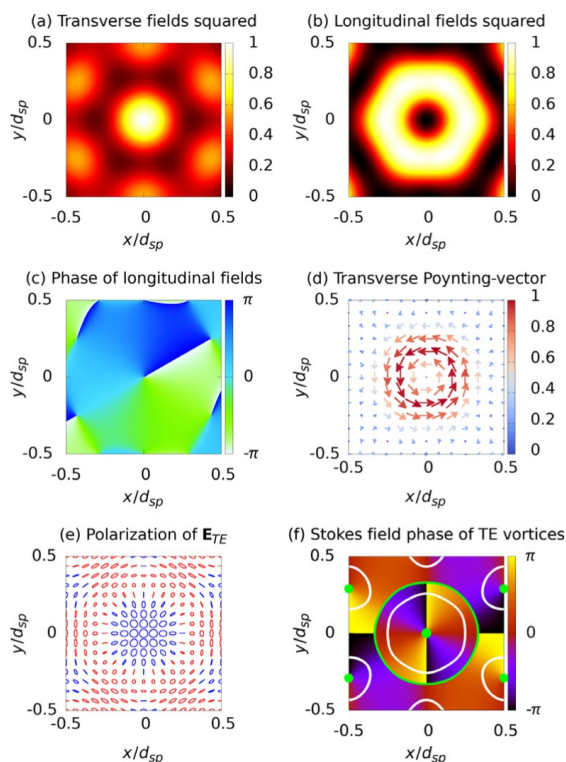 (a) Transverse fields squared
(b) Longitudinal fields squared
0.5
0
-0.5
y/d_sp
-0.5 0 0.5
x/d_sp
1
0.8
0.6
0.4
0.2
0
0.5
0
-0.5
y/d_sp
-0.5 0 0.5
x/d_sp
1
0.8
0.6
0.4
0.2
0
(c) Phase of longitudinal fields
(d) Transverse Poynting-vector
0.5
0
-0.5
y/d_sp
-0.5 0 0.5
x/d_sp
π
-π
0.5
0
-0.5
y/d_sp
-0.5 0 0.5
x/d_sp
1
0.8
0.6
0.4
0.2
0
(e) Polarization of E_TE
(f) Stokes field phase of TE vortices
0.5
0
-0.5
y/d_sp
-0.5 0 0.5
x/d_sp
0.5
0
-0.5
y/d_sp
-0.5 0 0.5
x/d_sp
π
0
-π